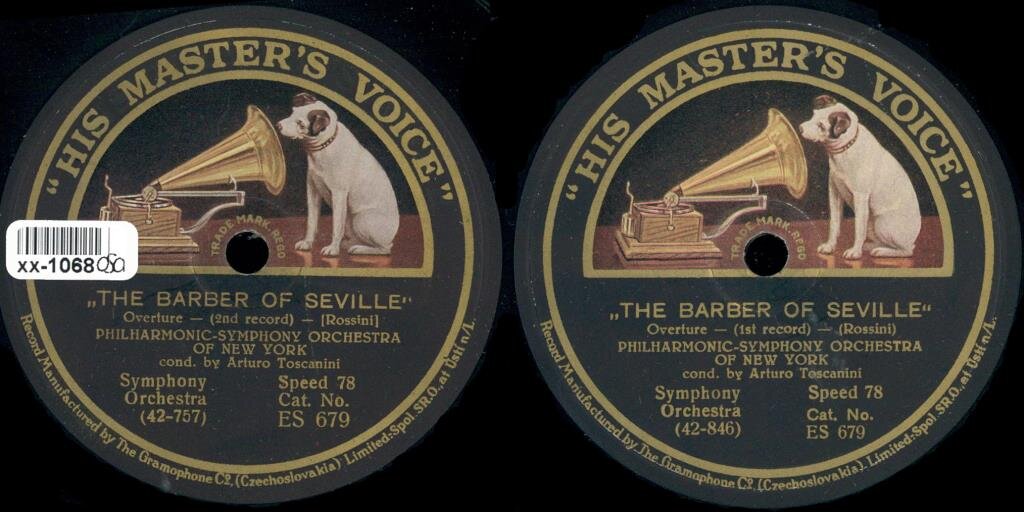 "HIS MASTER'S VOICE"
TRADE MARK.REGD
xx-1068
„THE BARBER OF SEVILLE"
Overture — (2nd record) — [Rossini]
PHILHARMONIC-SYMPHONY ORCHESTRA
OF NEW YORK
cond. by Arturo Toscanini
Symphony Speed 78
Orchestra Cat. No.
(42-757) ES 679
Record Manufactured by The Gramophone Co., (Czechoslovakia) Limited-Spol.SR.O., at Ústí n/L.
"HIS MASTER'S VOICE"
TRADE MARK.REGD
„THE BARBER OF SEVILLE"
Overture — (1st record) — (Rossini)
PHILHARMONIC-SYMPHONY ORCHESTRA
OF NEW YORK
cond. by Arturo Toscanini
Symphony Speed 78
Orchestra Cat. No.
(42-846) ES 679
Record Manufactured by The Gramophone Co., (Czechoslovakia) Limited-Spol.SR.O., at Ústí n/L.